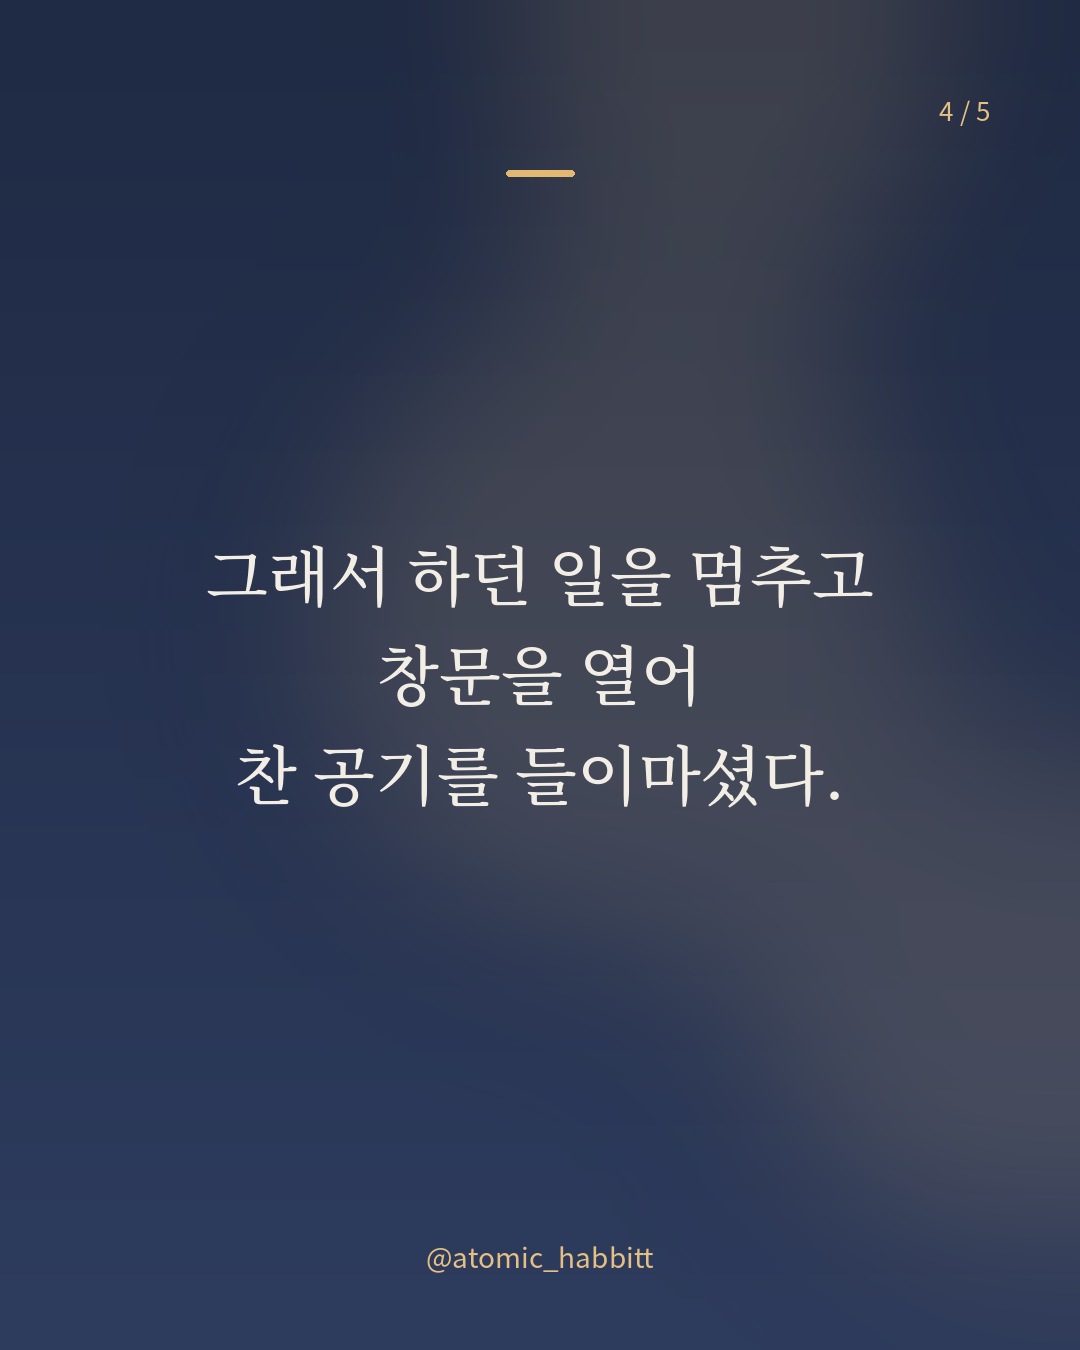 4 / 5
그래서 하던 일을 멈추고
창문을 열어
찬 공기를 들이마셨다.
@atomic_habbitt